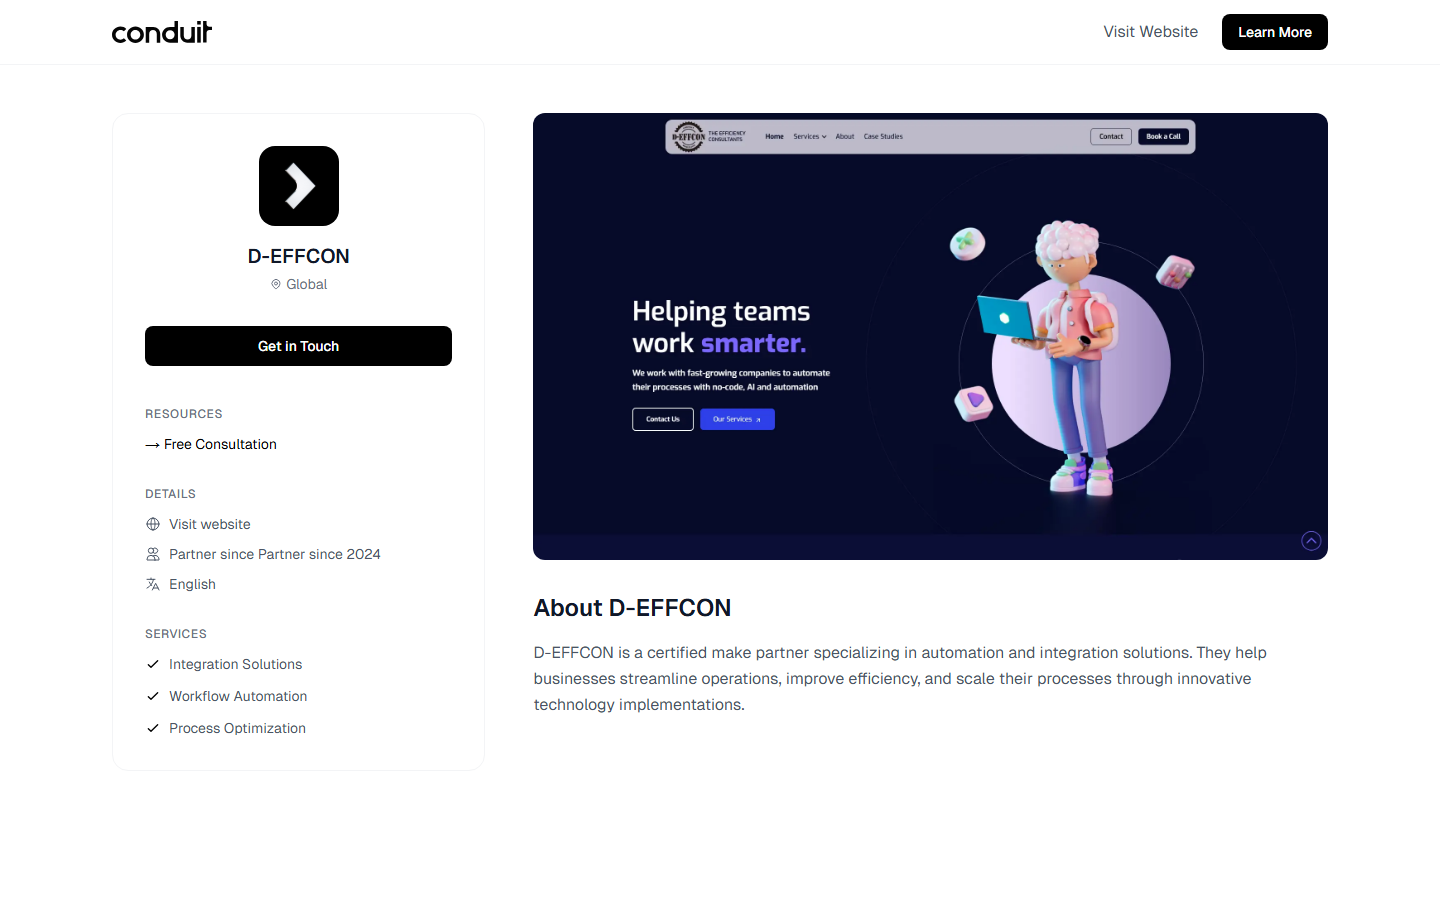 conduit
Visit Website
Learn More
D-EFFCON
Global
Get in Touch
RESOURCES
→ Free Consultation
DETAILS
Visit website
Partner since Partner since 2024
English
SERVICES
Integration Solutions
Workflow Automation
Process Optimization
D-EFFCON
THE EFFICIENCY
CONSULTANTS
Home
Services
About
Case Studies
Contact
Book a Call
Helping teams
work smarter.
We work with fast-growing companies to automate
their processes with no-code, AI and automation
Contact Us
Our Services
About D-EFFCON
D-EFFCON is a certified make partner specializing in automation and integration solutions. They help
businesses streamline operations, improve efficiency, and scale their processes through innovative
technology implementations.